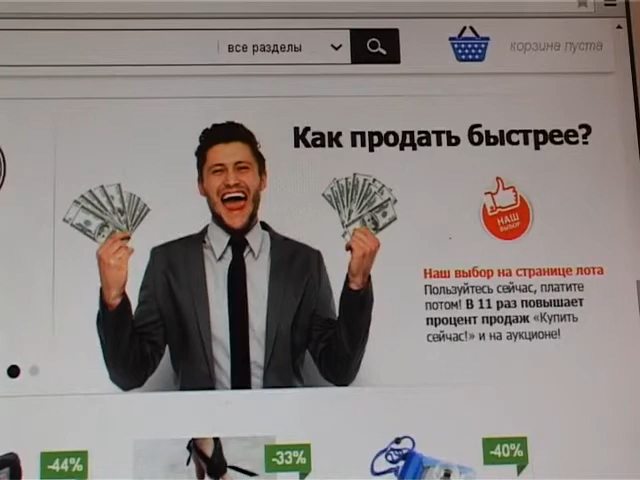 все разделы
корзина пуста
Как продать быстрее?
НАШ
ВЫБОР
Наш выбор на странице лота
Пользуйтесь сейчас, платите
потом! В 11 раз повышает
процент продаж «Купить
сейчас!» и на аукционе!
-44%
-33%
-40%